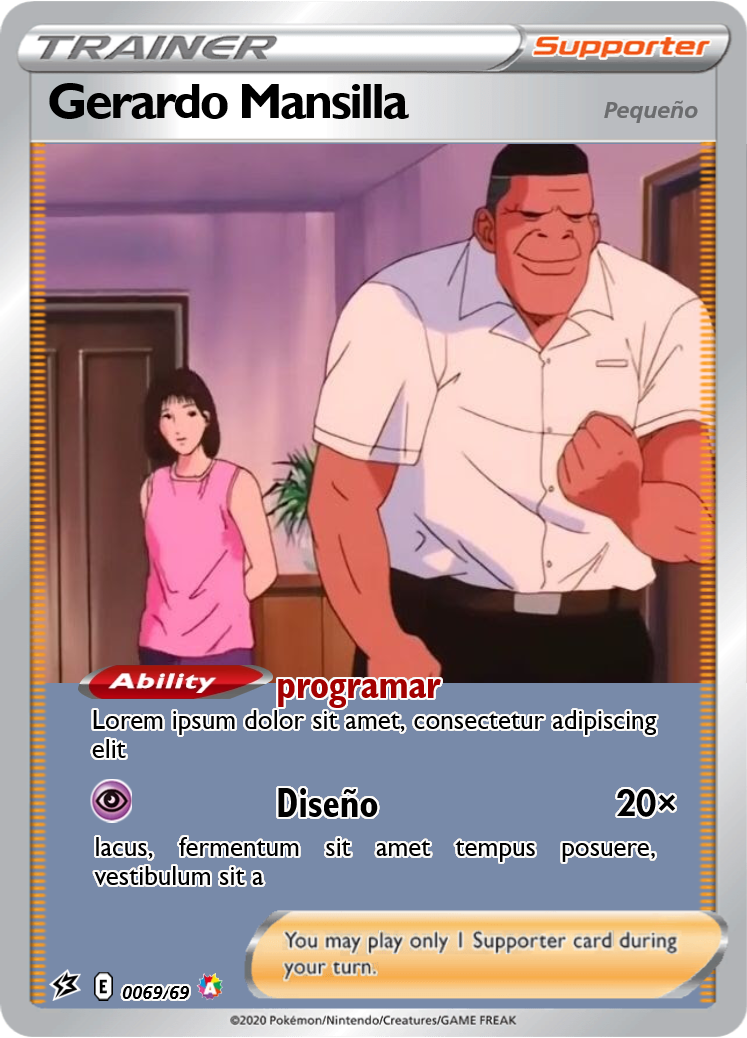 TRAINER Supporter
Gerardo Mansilla Pequeño
Ability programar
Lorem ipsum dolor sit amet, consectetur adipiscing
elit
Diseño 20×
lacus, fermentum sit amet tempus posuere,
vestibulum sit a
You may play only 1 Supporter card during
your turn.
E 0069/69 A
©2020 Pokémon/Nintendo/Creatures/GAME FREAK